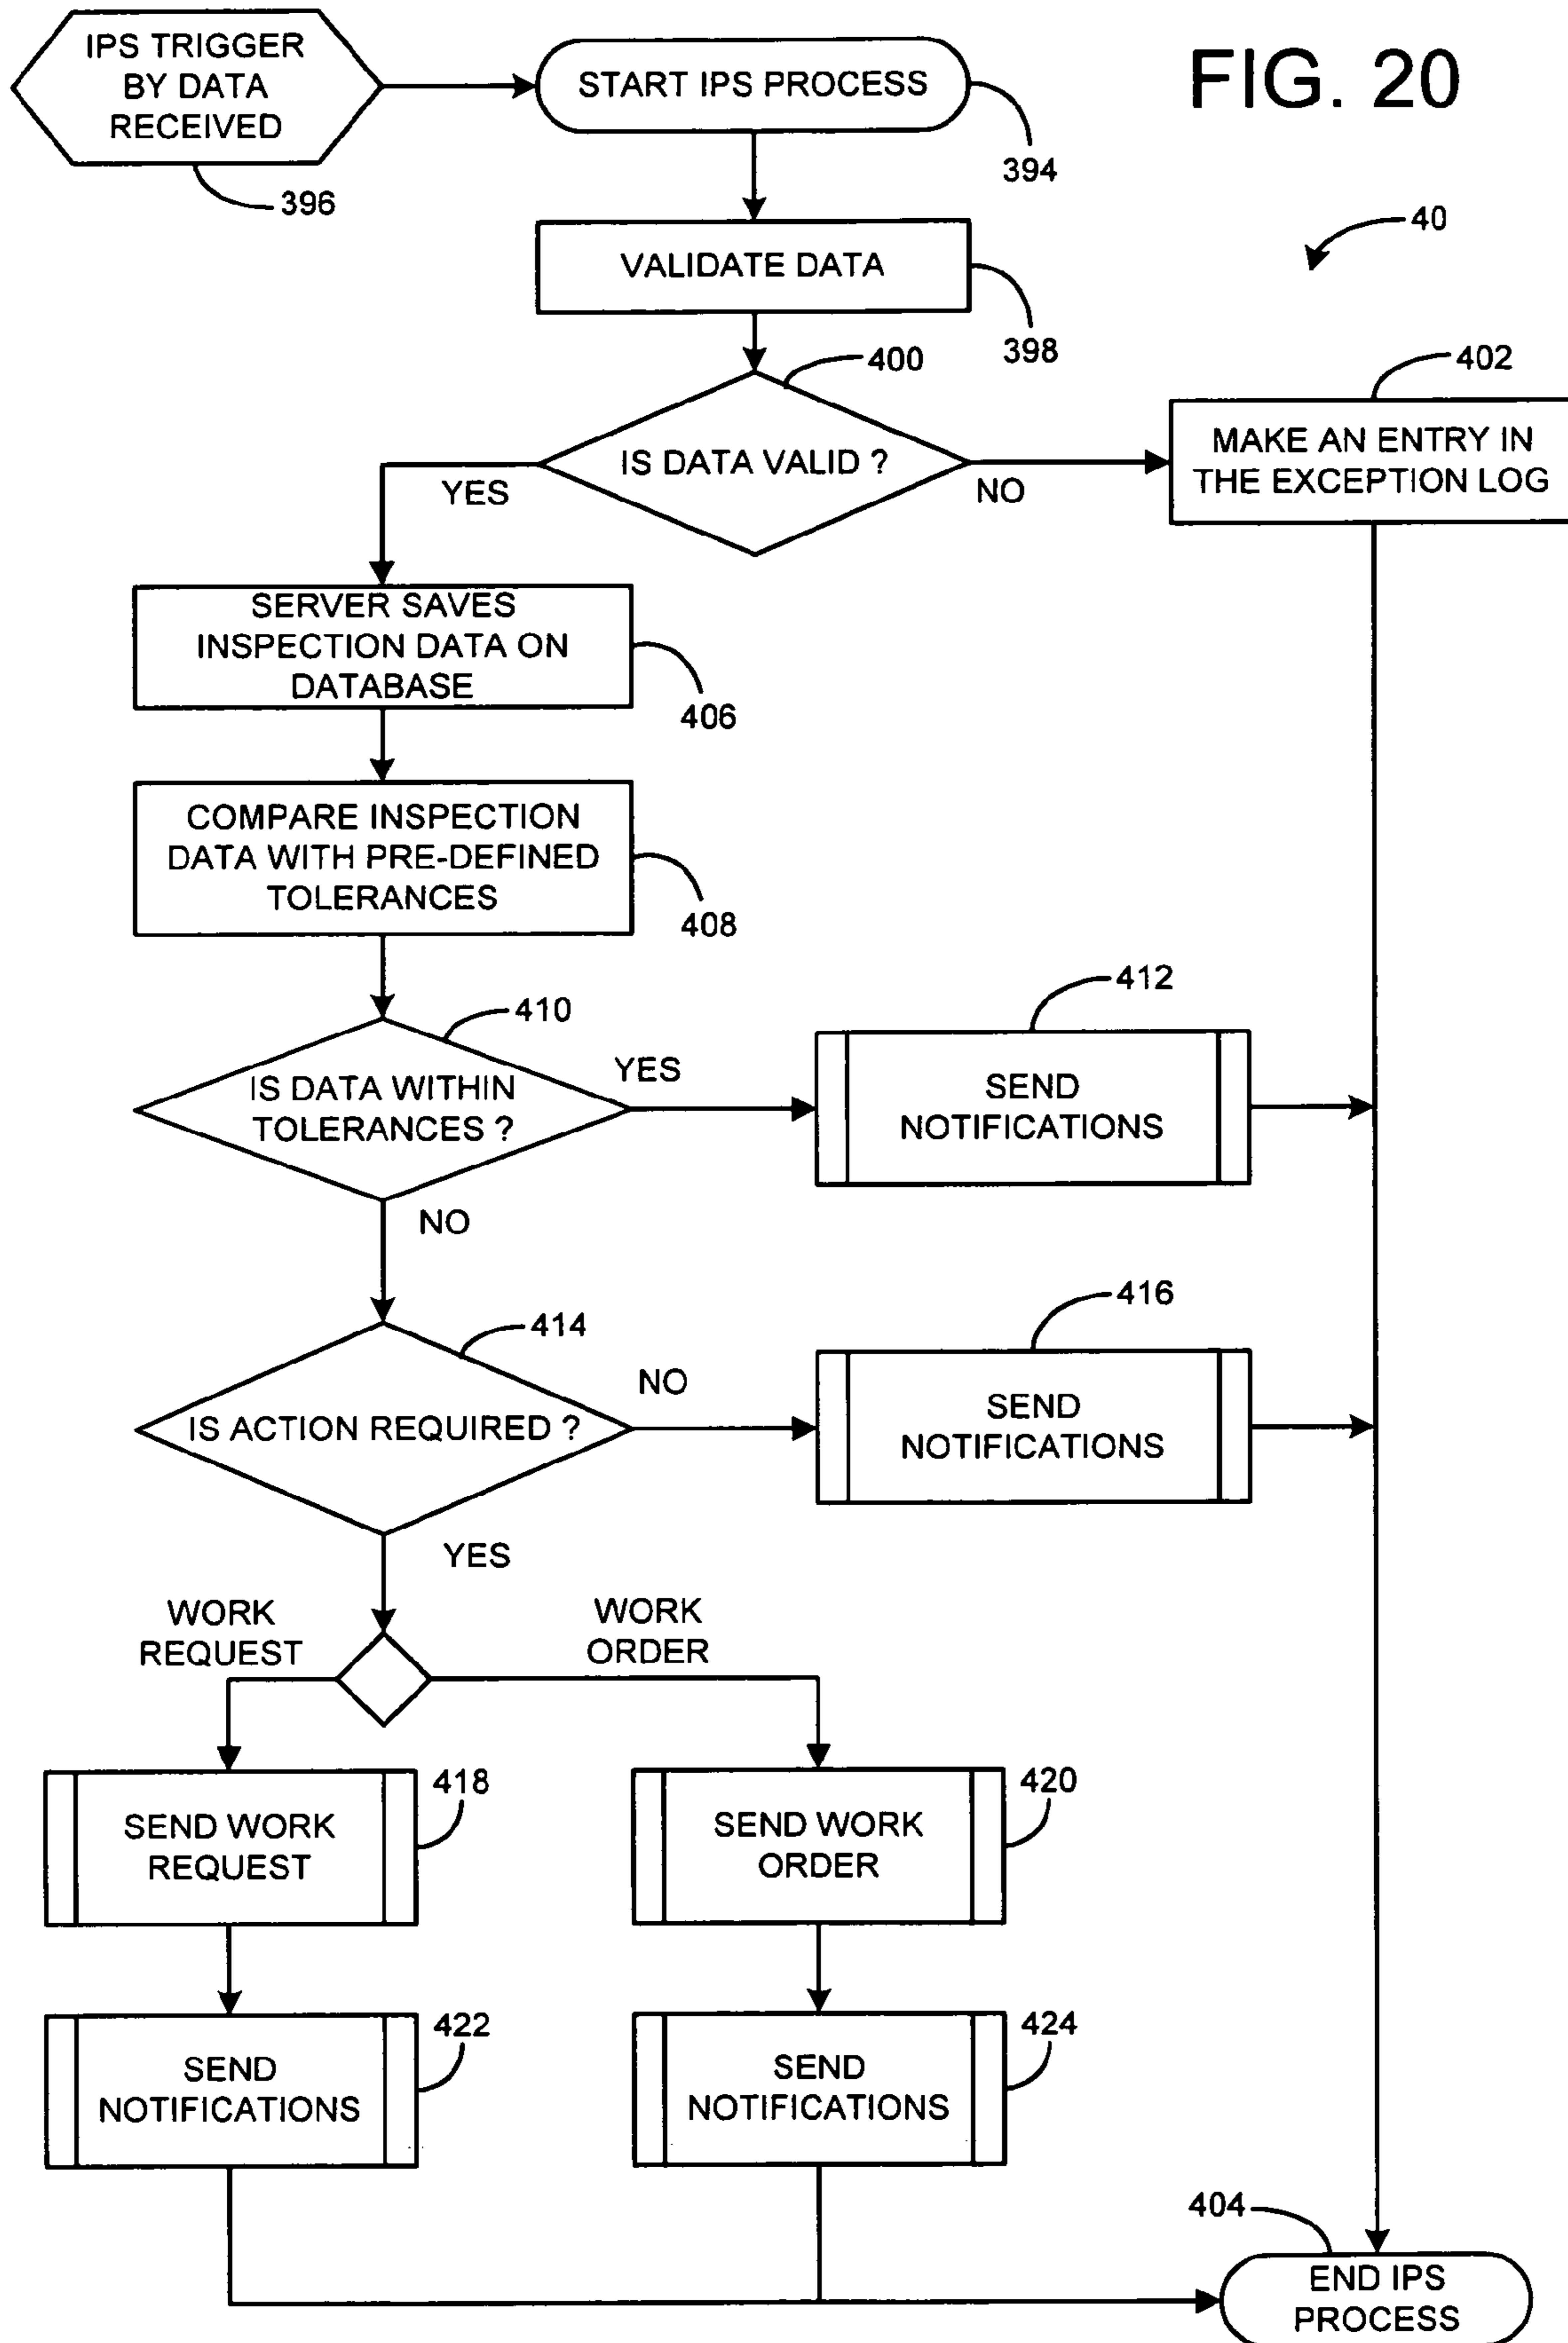 IPS TRIGGER
BY DATA
RECEIVED
396
START IPS PROCESS
394
FIG. 20
40
VALIDATE DATA
398
400
IS DATA VALID ?
YES
NO
402
MAKE AN ENTRY IN
THE EXCEPTION LOG
SERVER SAVES
INSPECTION DATA ON
DATABASE
406
COMPARE INSPECTION
DATA WITH PRE-DEFINED
TOLERANCES
408
410
IS DATA WITHIN
TOLERANCES ?
YES
NO
412
SEND
NOTIFICATIONS
414
IS ACTION REQUIRED ?
NO
YES
416
SEND
NOTIFICATIONS
WORK
REQUEST
WORK
ORDER
418
SEND WORK
REQUEST
420
SEND WORK
ORDER
422
SEND
NOTIFICATIONS
424
SEND
NOTIFICATIONS
404
END IPS
PROCESS